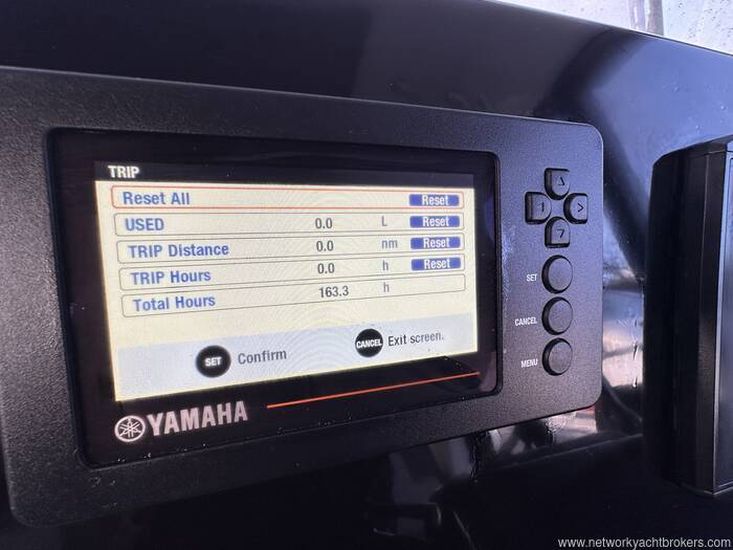 TRIP
Reset All Reset
USED 0.0 L Reset
TRIP Distance 0.0 nm Reset
TRIP Hours 0.0 h Reset
Total Hours 163.3 h
SET Confirm CANCEL Exit screen.
YAMAHA
SET
CANCEL
MENU
www.networkyachtbrokers.com